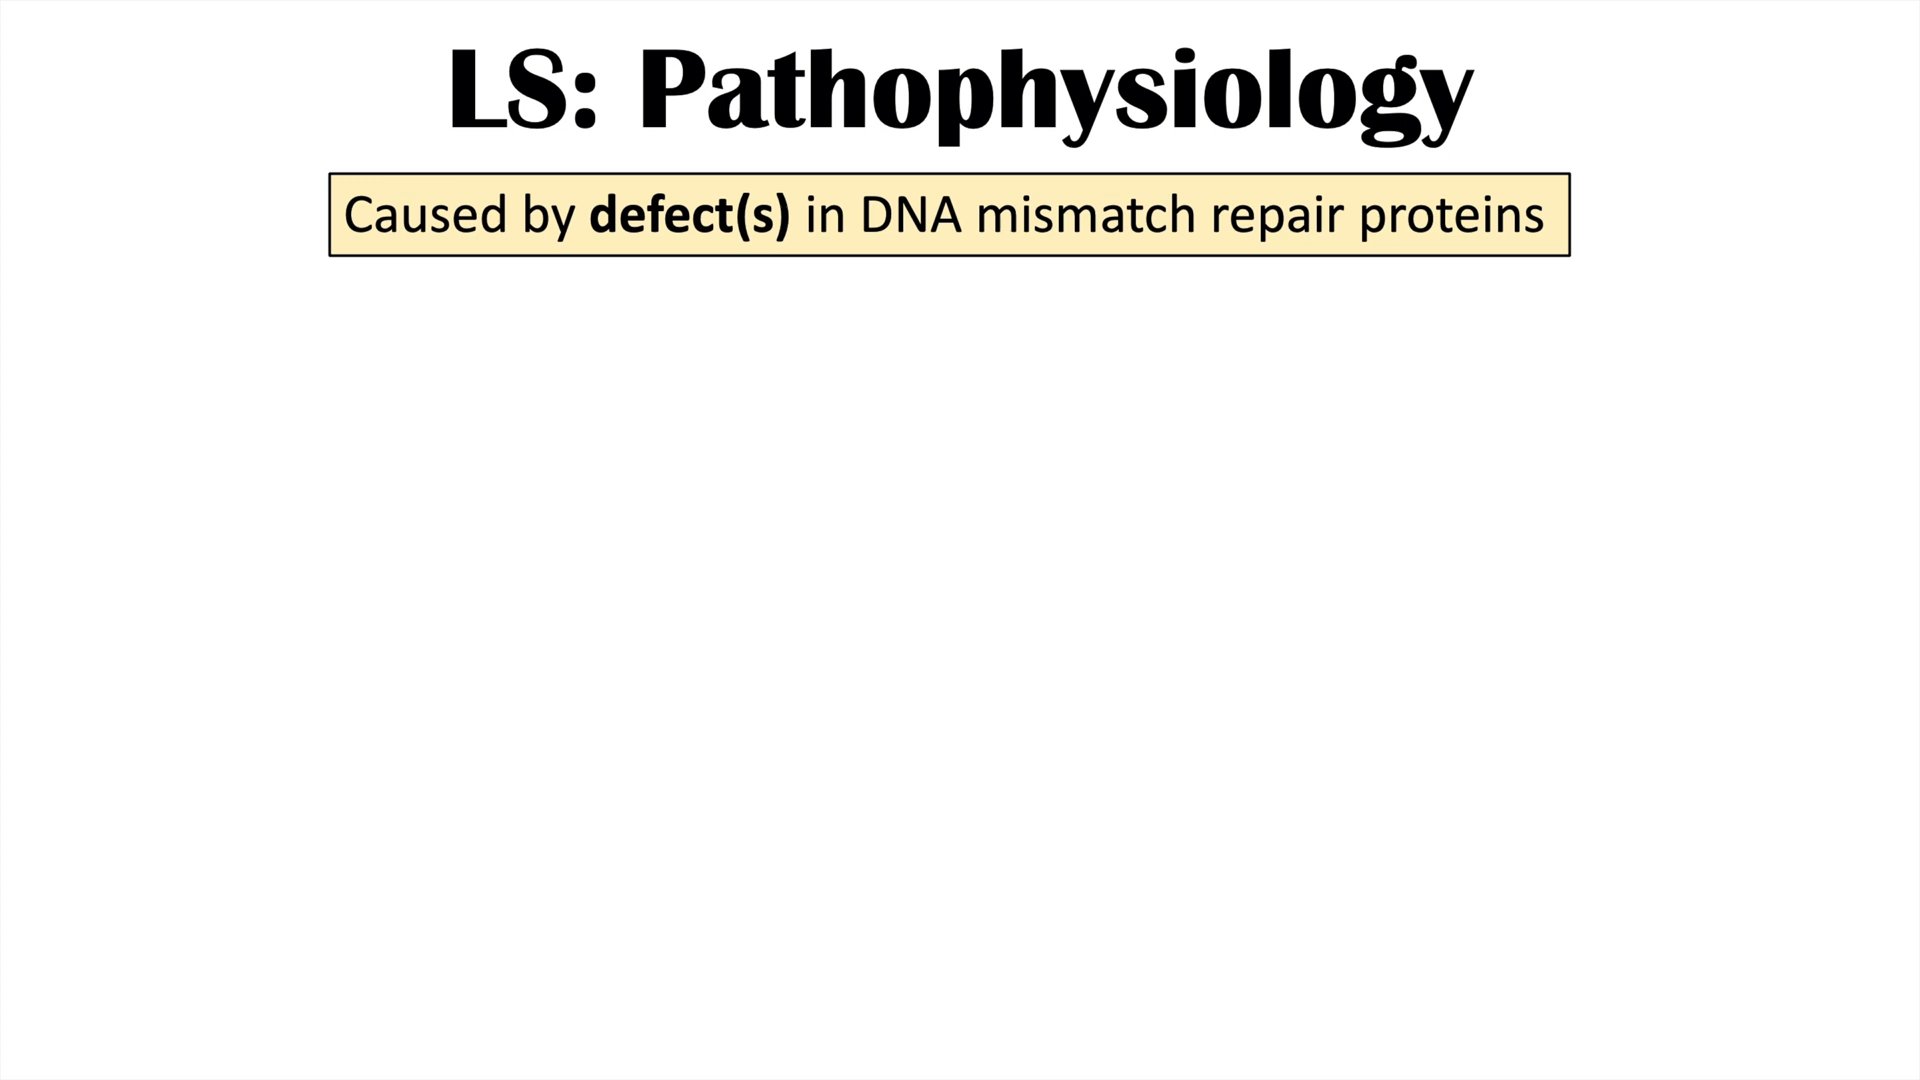 LS: Pathophysiology
Caused by defect(s) in DNA mismatch repair proteins